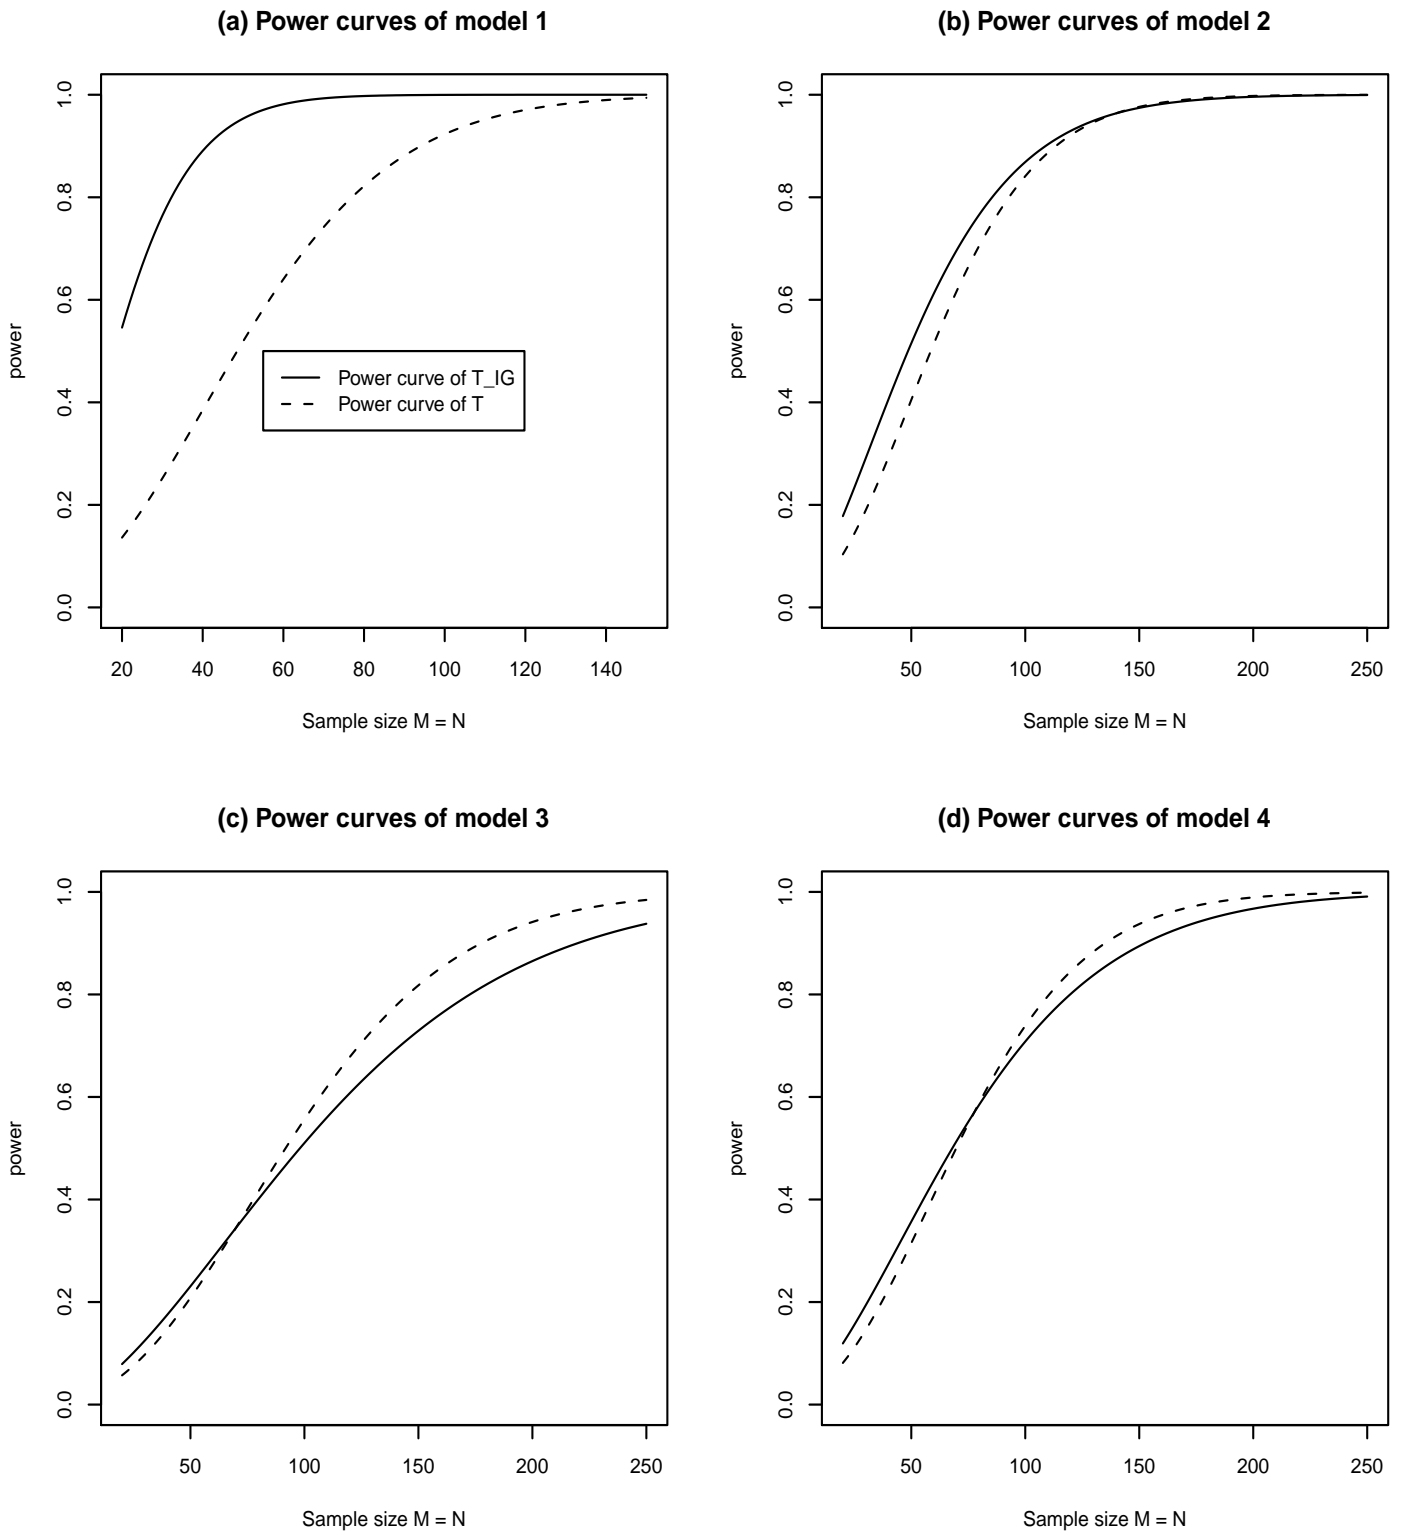 (a) Power curves of model 1
power
0.0 0.2 0.4 0.6 0.8 1.0
Power curve of T_IG
Power curve of T
20 40 60 80 100 120 140
Sample size M = N
(b) Power curves of model 2
power
0.0 0.2 0.4 0.6 0.8 1.0
50 100 150 200 250
Sample size M = N
(c) Power curves of model 3
power
0.0 0.2 0.4 0.6 0.8 1.0
50 100 150 200 250
Sample size M = N
(d) Power curves of model 4
power
0.0 0.2 0.4 0.6 0.8 1.0
50 100 150 200 250
Sample size M = N